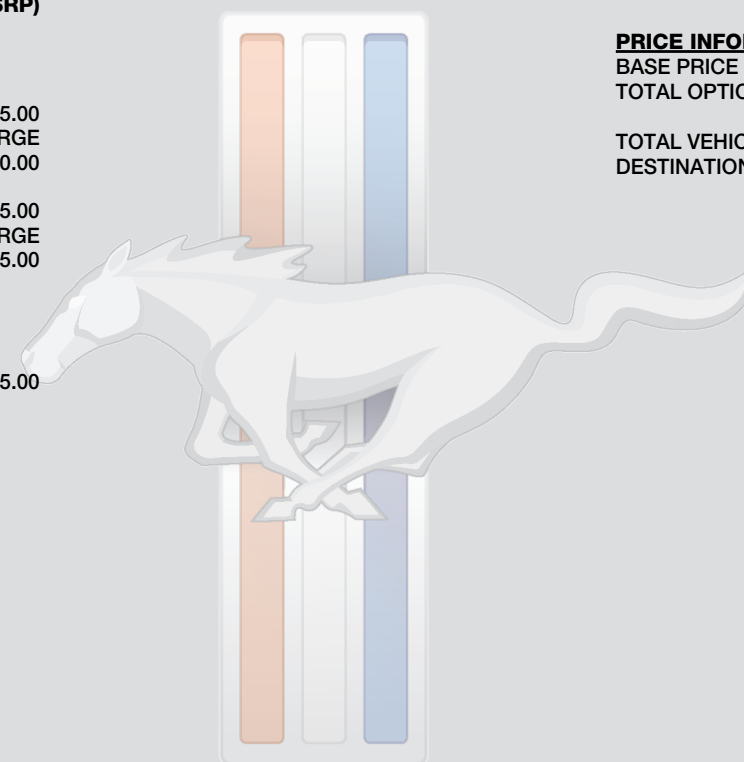 SRP)
5.00
RGE
0.00
5.00
RGE
5.00
5.00
PRICE INFO
BASE PRICE
TOTAL OPTIO
TOTAL VEHIC
DESTINATION